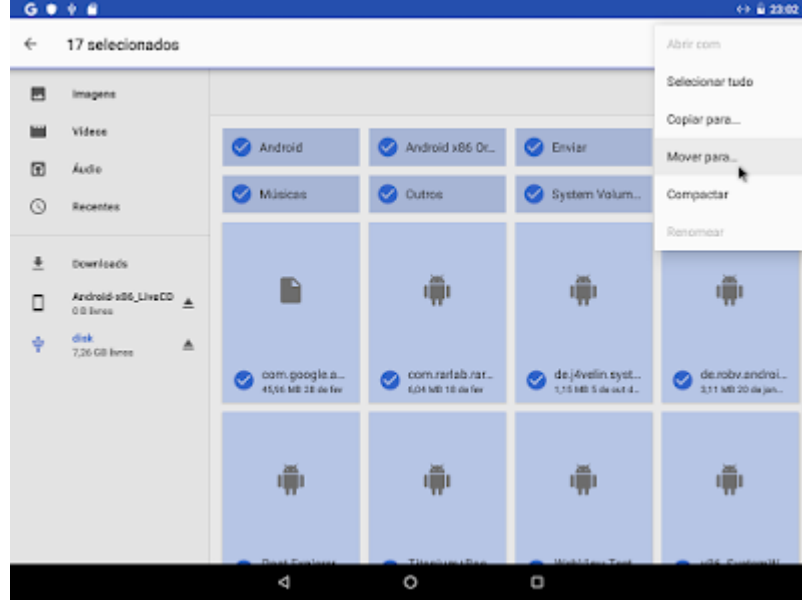 23:02
17 selecionados
Abrir com
Selecionar tudo
Copiar para...
Mover para...
Compactar
Renomear
Imagens
Vídeos
Áudio
Recentes
Downloads
Android-x86_LiveCD
0 B livres
disk
7,26 GB livres
Android
Android x86 Or...
Enviar
Músicas
Outros
System Volum...
com.google.a...
45,96 MB 28 de fev
com.rarlab.rar...
6,04 MB 18 de fev
de.j4velin.syst...
1,15 MB 5 de out d...
de.robv.androi...
3,11 MB 20 de jan...